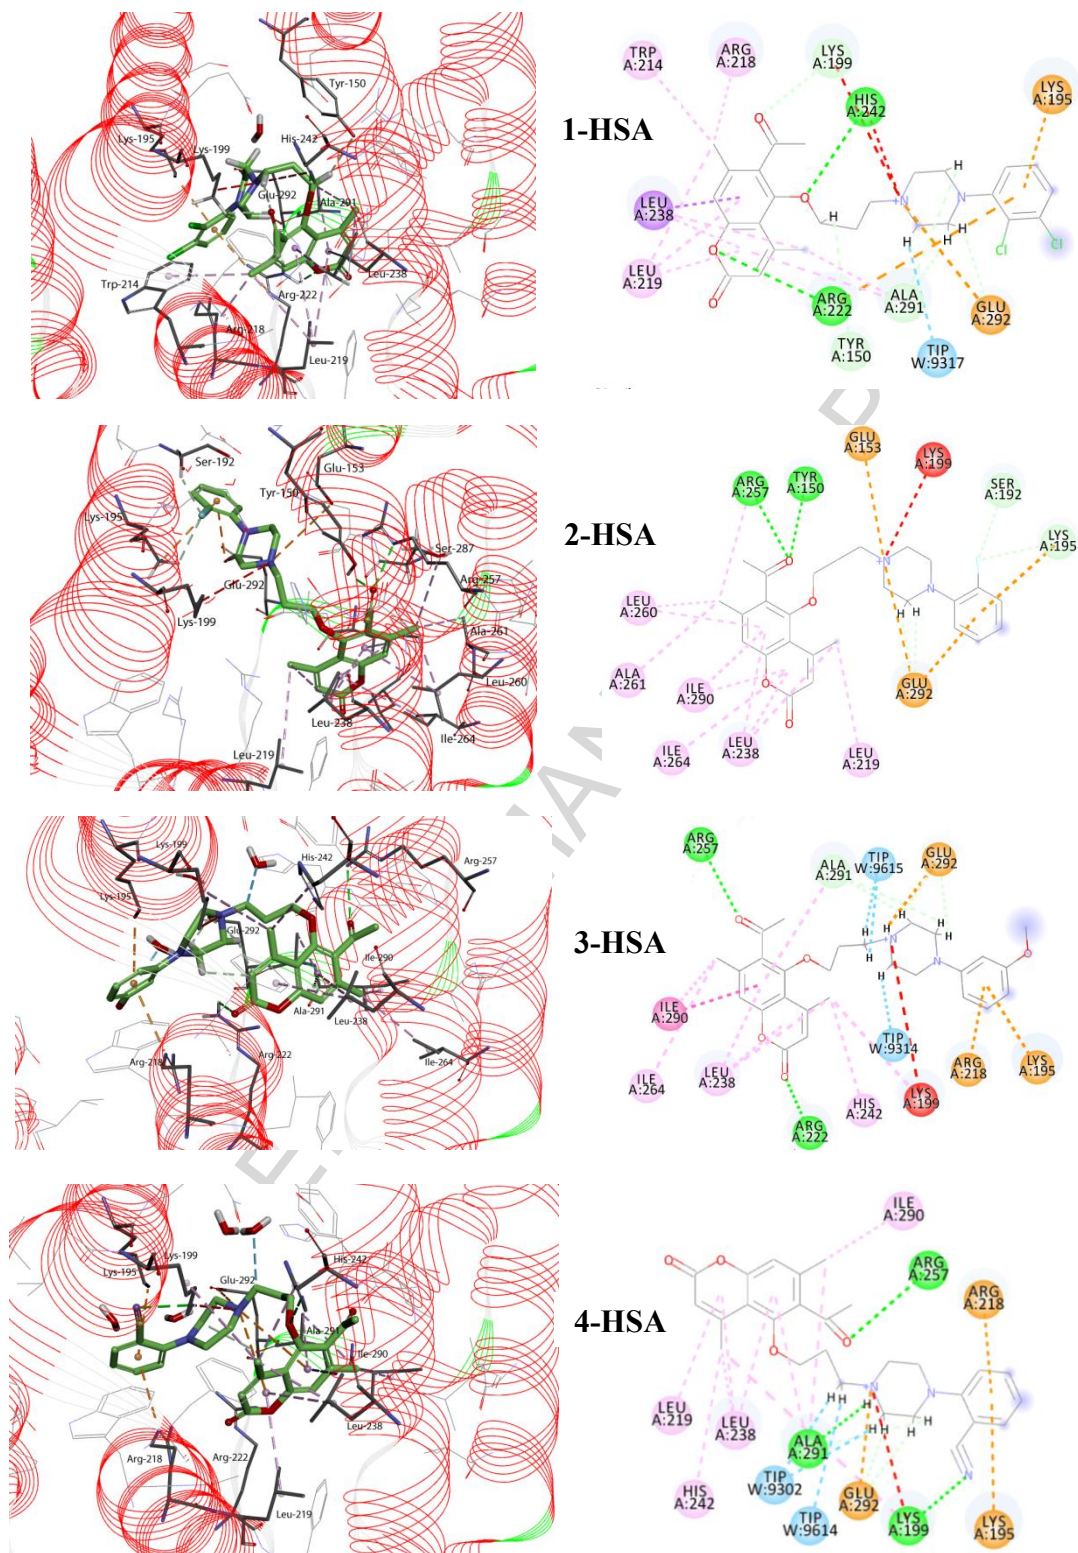 Tyr-150
Lys-195
Lys-199
His-242
Glu-292
Ala-291
Leu-238
Trp-214
Arg-222
Arg-218
Leu-219
1-HSA
TRP
A:214
ARG
A:218
LYS
A:199
HIS
A:242
LYS
A:195
LEU
A:238
LEU
A:219
ARG
A:222
ALA
A:291
GLU
A:292
TYR
A:150
TIP
W:9317
O
O
O
O
N
N
H
H
H
H
H
Cl
Cl
Ser-192
Glu-153
Tyr-150
Lys-195
Ser-287
Glu-292
Arg-257
Lys-199
Ala-261
Leu-260
Leu-238
Ile-264
Leu-219
2-HSA
GLU
A:153
LYS
A:199
ARG
A:257
TYR
A:150
SER
A:192
LYS
A:195
LEU
A:260
ALA
A:261
ILE
A:290
GLU
A:292
ILE
A:264
LEU
A:238
LEU
A:219
O
O
O
O
N
N
H
H
Lys-199
His-242
Arg-257
Lys-195
Glu-292
Ile-290
Ala-291
Leu-238
Arg-218
Arg-222
Ile-264
3-HSA
ARG
A:257
ALA
A:291
TIP
W:9615
GLU
A:292
ILE
A:290
TIP
W:9314
ILE
A:264
LEU
A:238
ARG
A:218
LYS
A:195
HIS
A:242
LYS
A:199
ARG
A:222
O
O
O
O
O
N
N
H
H
H
H
H
H
Lys-199
His-242
Lys-195
Glu-292
Ala-291
Ile-290
Leu-238
Arg-218
Arg-222
Leu-219
4-HSA
ILE
A:290
ARG
A:257
ARG
A:218
LEU
A:219
LEU
A:238
ALA
A:291
TIP
W:9302
HIS
A:242
GLU
A:292
TIP
W:9614
LYS
A:199
LYS
A:195
O
O
O
O
N
N
N
H
H
H
H
H
H